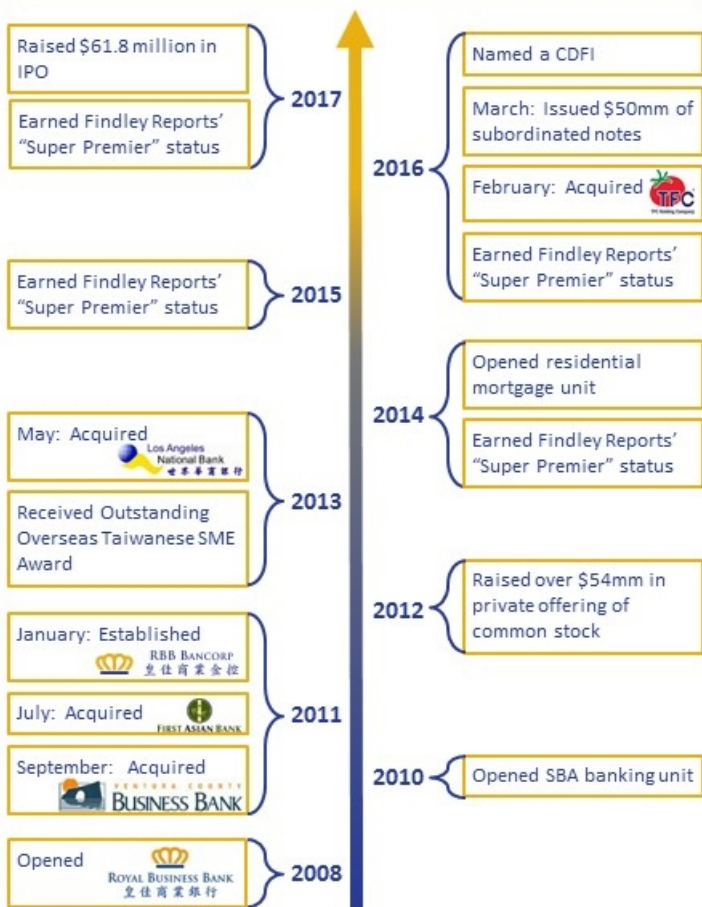 Raised $61.8 million in
IPO
Earned Findley Reports’
“Super Premier” status
2017
Named a CDFI
March: Issued $50mm of
subordinated notes
2016
February: Acquired
TFC
TFC Holding Company
Earned Findley Reports’
“Super Premier” status
Earned Findley Reports’
“Super Premier” status
2015
Opened residential
mortgage unit
2014
Earned Findley Reports’
“Super Premier” status
May: Acquired
Los Angeles
National Bank
世界華商銀行
2013
Received Outstanding
Overseas Taiwanese SME
Award
Raised over $54mm in
private offering of
common stock
2012
January: Established
RBB BANCORP
皇佳商業金控
July: Acquired
FIRST ASIAN BANK
2011
September: Acquired
VENTURA COUNTY
BUSINESS BANK
2010
Opened SBA banking unit
Opened
ROYAL BUSINESS BANK
皇佳商業銀行
2008